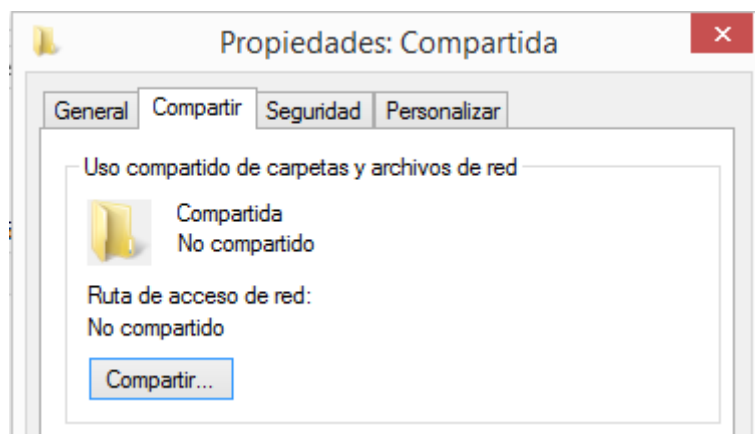 Propiedades: Compartida
General Compartir Seguridad Personalizar
Uso compartido de carpetas y archivos de red
Compartida
No compartido
Ruta de acceso de red:
No compartido
Compartir...